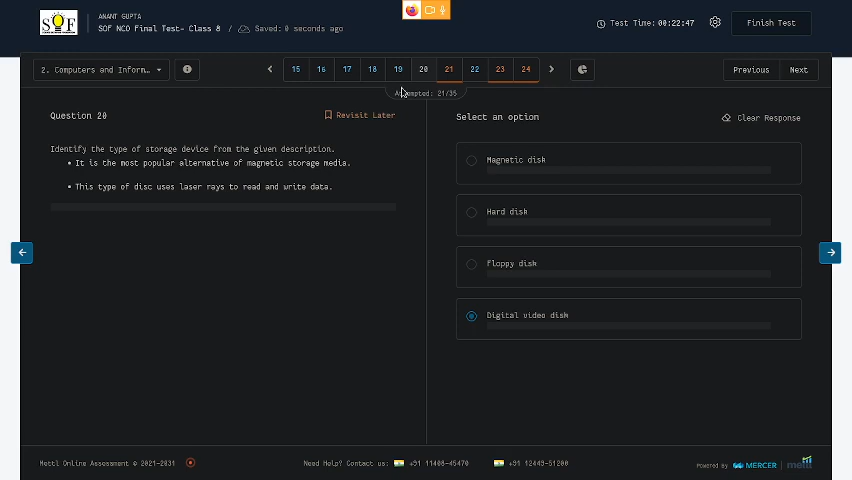 SOF
ANANT GUPTA
SOF NCO Final Test- Class 8 / Saved: 0 seconds ago
Test Time: 00:22:47
Finish Test
2. Computers and Inform...
15 16 17 18 19 20 21 22 23 24
Previous Next
Attempted: 21/35
Question 20
Revisit Later
Identify the type of storage device from the given description.
• It is the most popular alternative of magnetic storage media.
• This type of disc uses laser rays to read and write data.
Select an option
Clear Response
Magnetic disk
Hard disk
Floppy disk
Digital video disk
Mettl Online Assessment © 2021-2031
Need Help? Contact us: +91 11408-45470 +91 12449-51200
Powered by MERCER mettl